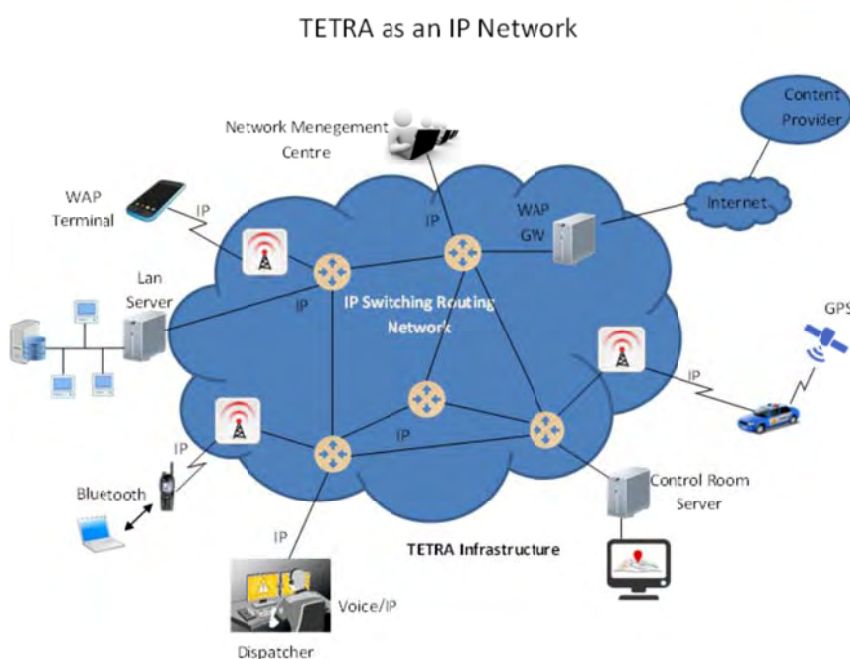 TETRA as an IP Network
Content
Provider
Network Menegement
Centre
WAP
Terminal
IP
IP
WAP
GW
Internet
Lan
Server
IP
IP Switching Routing
Network
GPS
IP
IP
Bluetooth
Control Room
Server
IP
TETRA Infrastructure
Voice/IP
Dispatcher